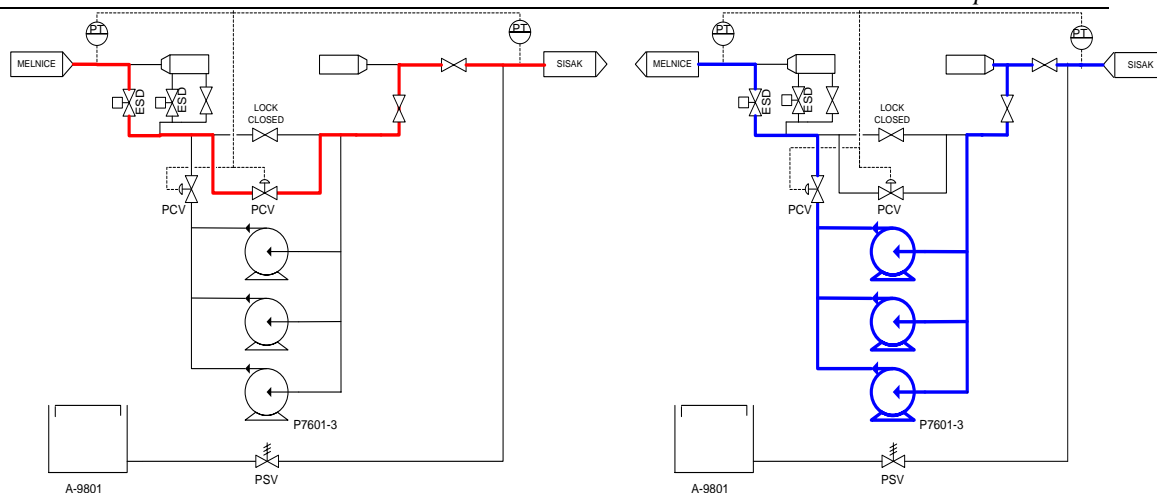 PT
PT
MELNICE
SISAK
ESD
ESD
LOCK
CLOSED
PCV
PCV
P7601-3
A-9801
PSV
PT
PT
MELNICE
SISAK
ESD
ESD
LOCK
CLOSED
PCV
PCV
P7601-3
A-9801
PSV